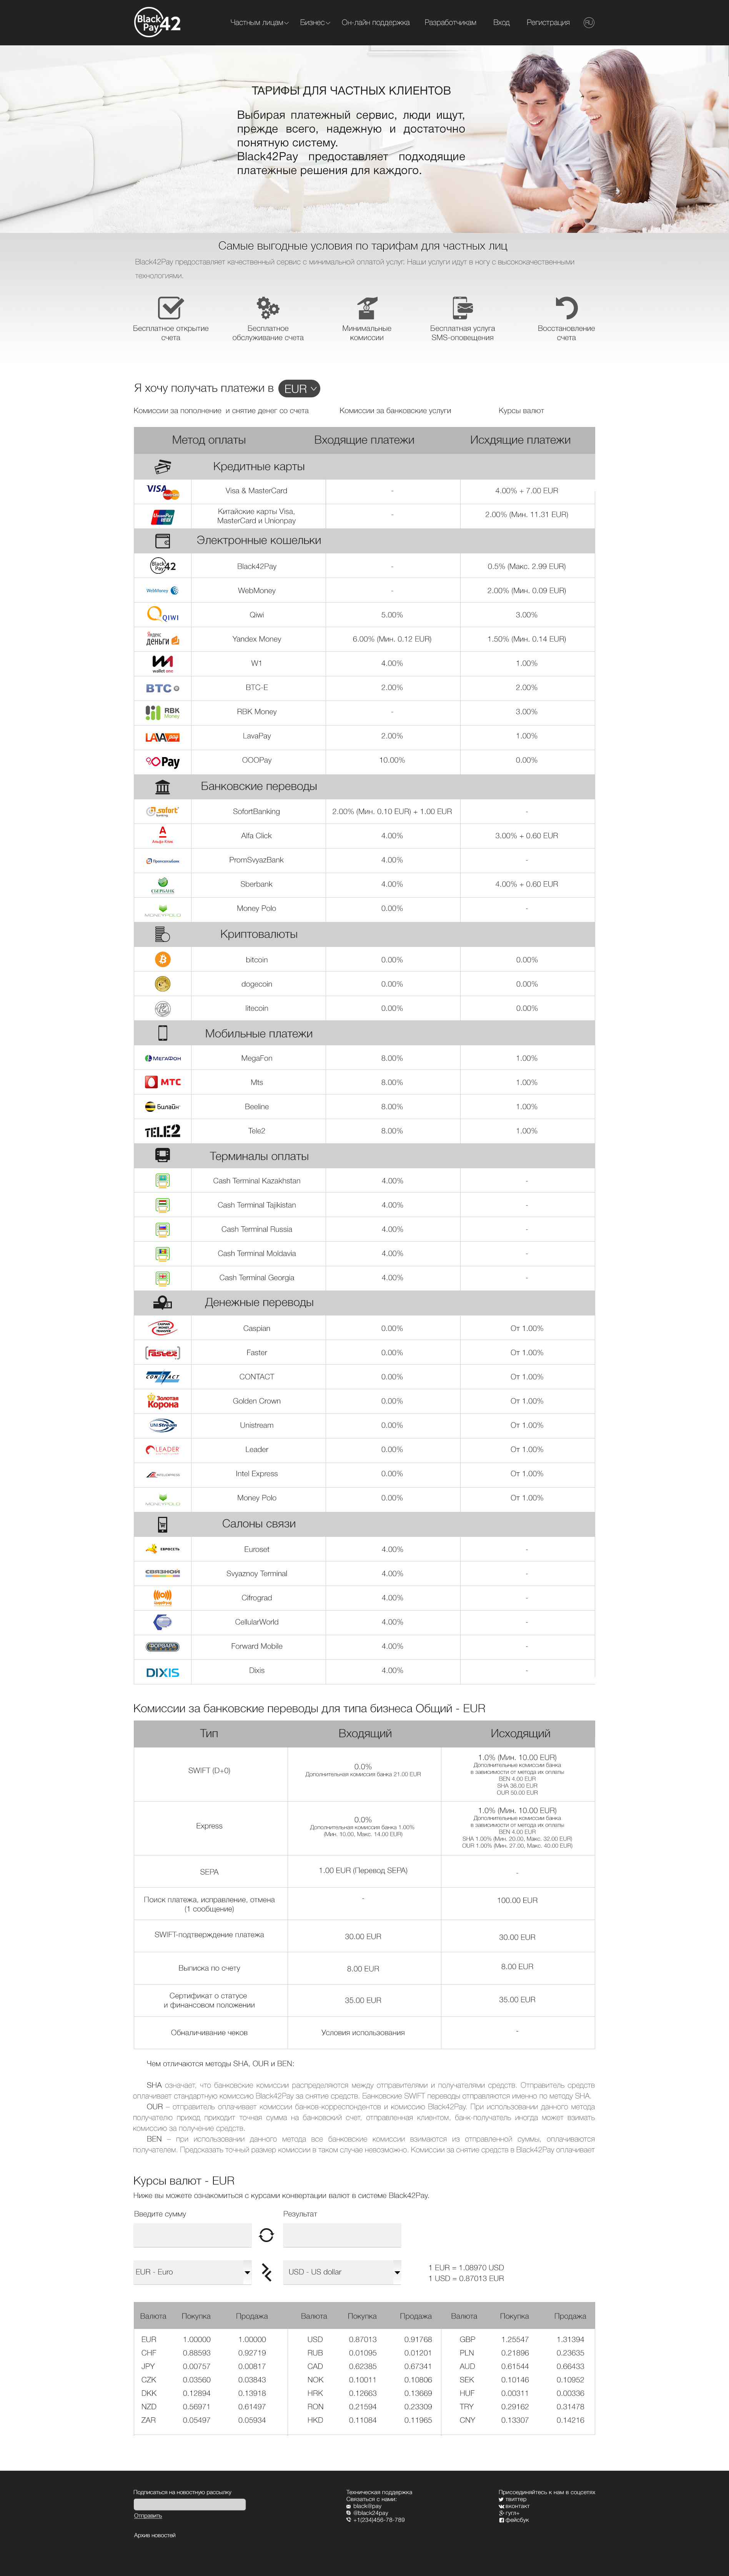 Black Pay 42
Частным лицам Бизнес Он-лайн поддержка Разработчикам Вход Регистрация RU
ТАРИФЫ ДЛЯ ЧАСТНЫХ КЛИЕНТОВ
Выбирая платежный сервис, люди ищут,
прежде всего, надежную и достаточно
понятную систему.
Black42Pay предоставляет подходящие
платежные решения для каждого.
Самые выгодные условия по тарифам для частных лиц
Black42Pay предоставляет качественный сервис с минимальной оплатой услуг. Наши услуги идут в ногу с высококачественными
технологиями.
Бесплатное открытие счета
Бесплатное обслуживание счета
Минимальные комиссии
Бесплатная услуга SMS-оповещения
Восстановление счета
Я хочу получать платежи в EUR
Комиссии за пополнение и снятие денег со счета Комиссии за банковские услуги Курсы валют
Метод оплаты Входящие платежи Исхдящие платежи
Кредитные карты
VISA MasterCard Visa & MasterCard - 4.00% + 7.00 EUR
UnionPay Китайские карты Visa, MasterCard и Unionpay - 2.00% (Мин. 11.31 EUR)
Электронные кошельки
Black Pay 42 Black42Pay - 0.5% (Макс. 2.99 EUR)
WebMoney WebMoney - 2.00% (Мин. 0.09 EUR)
QIWI Qiwi 5.00% 3.00%
Яндекс деньги Yandex Money 6.00% (Мин. 0.12 EUR) 1.50% (Мин. 0.14 EUR)
wallet one W1 4.00% 1.00%
BTC BTC-E 2.00% 2.00%
RBK Money RBK Money - 3.00%
LAVA pay LavaPay 2.00% 1.00%
OOPay OOOPay 10.00% 0.00%
Банковские переводы
sofort banking SofortBanking 2.00% (Мин. 0.10 EUR) + 1.00 EUR -
А Альфа-Клик Alfa Click 4.00% 3.00% + 0.60 EUR
Промсвязьбанк PromSvyazBank 4.00% -
СБЕРБАНК Sberbank 4.00% 4.00% + 0.60 EUR
MONEYPOLO Money Polo 0.00% -
Криптовалюты
bitcoin 0.00% 0.00%
dogecoin 0.00% 0.00%
litecoin 0.00% 0.00%
Мобильные платежи
МЕГАФОН MegaFon 8.00% 1.00%
МТС Mts 8.00% 1.00%
Билайн Beeline 8.00% 1.00%
TELE2 Tele2 8.00% 1.00%
Терминалы оплаты
Cash Terminal Kazakhstan 4.00% -
Cash Terminal Tajikistan 4.00% -
Cash Terminal Russia 4.00% -
Cash Terminal Moldavia 4.00% -
Cash Terminal Georgia 4.00% -
Денежные переводы
CASPIAN MONEY TRANSFER Caspian 0.00% От 1.00%
Faster Faster 0.00% От 1.00%
CONTACT CONTACT 0.00% От 1.00%
Золотая Корона Golden Crown 0.00% От 1.00%
UNIStream Unistream 0.00% От 1.00%
LEADER Leader 0.00% От 1.00%
INTELEXPRESS Intel Express 0.00% От 1.00%
MONEYPOLO Money Polo 0.00% От 1.00%
Салоны связи
ЕВРОСЕТЬ Euroset 4.00% -
СВЯЗНОЙ Svyaznoy Terminal 4.00% -
Cifrograd 4.00% -
CellularWorld 4.00% -
ФОРВАРД Forward Mobile 4.00% -
DIXIS Dixis 4.00% -
Комиссии за банковские переводы для типа бизнеса Общий - EUR
Тип Входящий Исходящий
SWIFT (D+0)
0.0%
Дополнительная комиссия банка 21.00 EUR
1.0% (Мин. 10.00 EUR)
Дополнительные комиссии банка
в зависимости от метода их оплаты
BEN 4.00 EUR
SHA 36.00 EUR
OUR 50.00 EUR
Express
0.0%
Дополнительная комиссия банка 1.00%
(Мин. 10.00, Макс. 14.00 EUR)
1.0% (Мин. 10.00 EUR)
Дополнительные комиссии банка
в зависимости от метода их оплаты
BEN 4.00 EUR
SHA 1.00% (Мин. 20.00, Макс. 32.00 EUR)
OUR 1.00% (Мин. 27.00, Макс. 40.00 EUR)
SEPA 1.00 EUR (Перевод SEPA) -
Поиск платежа, исправление, отмена
(1 сообщение) - 100.00 EUR
SWIFT-подтверждение платежа 30.00 EUR 30.00 EUR
Выписка по счету 8.00 EUR 8.00 EUR
Сертификат о статусе
и финансовом положении 35.00 EUR 35.00 EUR
Обналичивание чеков Условия использования -
Чем отличаются методы SHA, OUR и BEN:
SHA означает, что банковские комиссии распределяются между отправителями и получателями средств. Отправитель средств
оплачивает стандартную комиссию Black42Pay за снятие средств. Банковские SWIFT переводы отправляются именно по методу SHA.
OUR – отправитель оплачивает комиссии банков-корреспондентов и комиссию Black42Pay. При использовании данного метода
получателю приход приходит точная сумма на банковский счет, отправленная клиентом, банк-получатель иногда может взимать
комиссию за получение средств.
BEN – при использовании данного метода все банковские комиссии взимаются из отправленной суммы, оплачиваются
получателем. Предсказать точный размер комиссии в таком случае невозможно. Комиссии за снятие средств в Black42Pay оплачивает
Курсы валют - EUR
Ниже вы можете ознакомиться с курсами конвертации валют в системе Black42Pay.
Введите сумму Результат
EUR - Euro USD - US dollar
1 EUR = 1.08970 USD
1 USD = 0.87013 EUR
Валюта Покупка Продажа Валюта Покупка Продажа Валюта Покупка Продажа
EUR 1.00000 1.00000 USD 0.87013 0.91768 GBP 1.25547 1.31394
CHF 0.88593 0.92719 RUB 0.01095 0.01201 PLN 0.21896 0.23635
JPY 0.00757 0.00817 CAD 0.62385 0.67341 AUD 0.61544 0.66433
CZK 0.03560 0.03843 NOK 0.10011 0.10806 SEK 0.10146 0.10952
DKK 0.12894 0.13918 HRK 0.12663 0.13669 HUF 0.00311 0.00336
NZD 0.56971 0.61497 RON 0.21594 0.23309 TRY 0.29162 0.31478
ZAR 0.05497 0.05934 HKD 0.11084 0.11965 CNY 0.13307 0.14216
Подписаться на новостную рассылку
Отправить
Архив новостей
Техническая поддержка
Связаться с нами:
black@pay
@black24pay
+1(234)456-78-789
Присоединяйтесь к нам в соцсетях
твиттер
вконтакт
гугл+
фейсбук